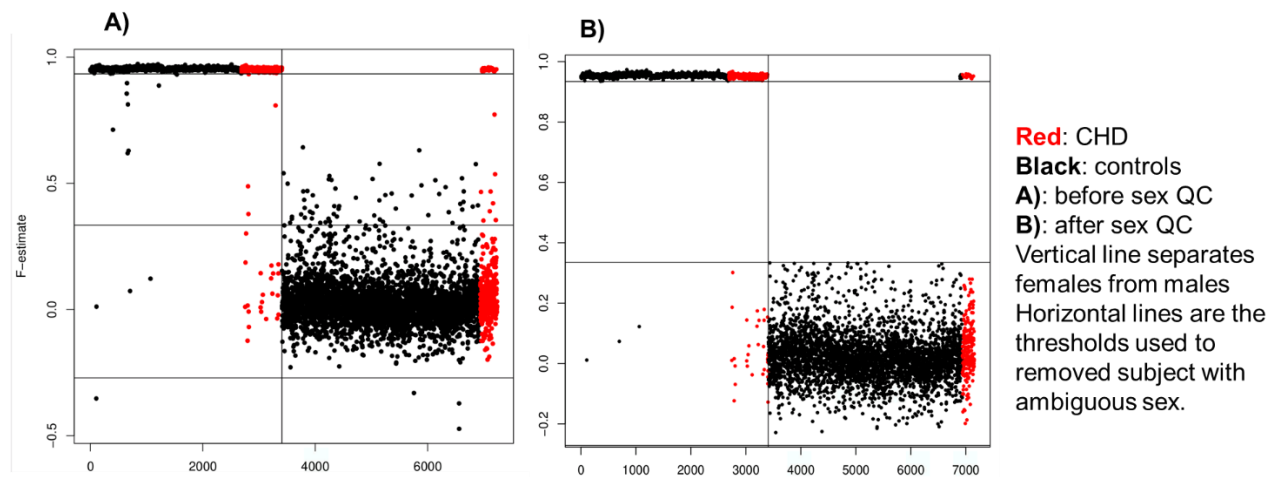 A)
B)
F-estimate
1.0
0.5
0.0
−0.5
0
2000
4000
6000
1.0
0.8
0.6
0.4
0.2
0.0
−0.2
0
1000
2000
3000
4000
5000
6000
7000
Red: CHD
Black: controls
A): before sex QC
B): after sex QC
Vertical line separates
females from males
Horizontal lines are the
thresholds used to
removed subject with
ambiguous sex.